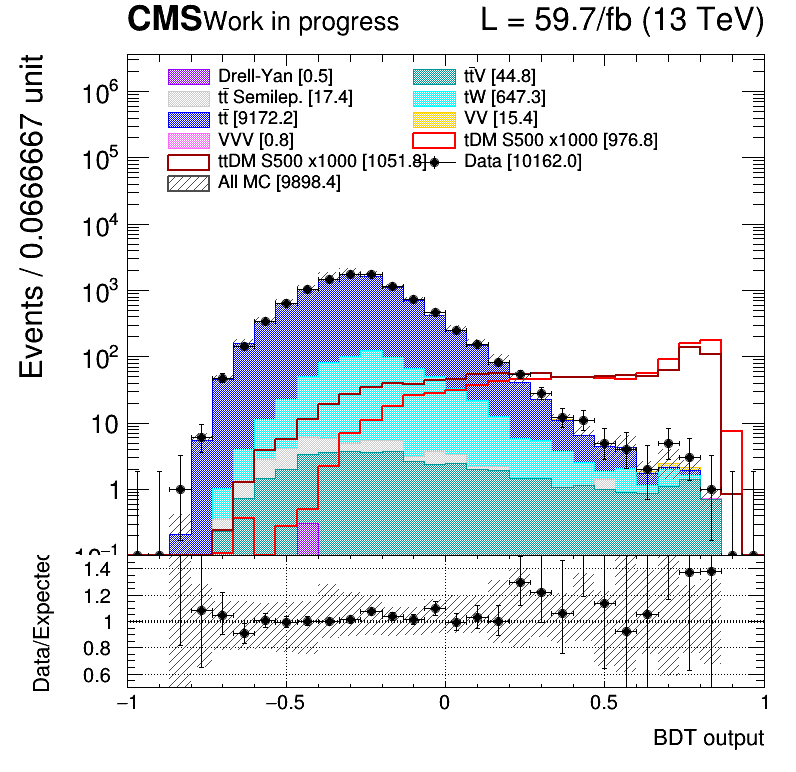 CMS Work in progress L = 59.7/fb (13 TeV)
Events / 0.0666667 unit
Drell-Yan [0.5]
tt̄V [44.8]
tt̄ Semilep. [17.4]
tW [647.3]
tt̄ [9172.2]
VV [15.4]
VVV [0.8]
tDM S500 x1000 [976.8]
ttDM S500 x1000 [1051.8]
Data [10162.0]
All MC [9898.4]
10⁶
10⁵
10⁴
10³
10²
10
1
10⁻¹
Data/Expected
1.4
1.2
1
0.8
0.6
−1 −0.5 0 0.5 1
BDT output